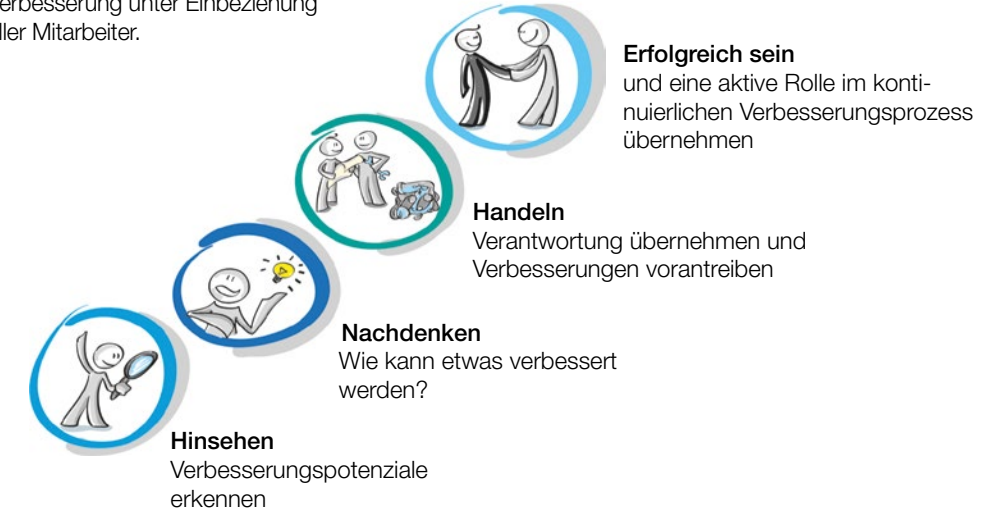 erbesserung unter Einbeziehung
ller Mitarbeiter.
Erfolgreich sein
und eine aktive Rolle im konti-
nuierlichen Verbesserungsprozess
übernehmen
Handeln
Verantwortung übernehmen und
Verbesserungen vorantreiben
Nachdenken
Wie kann etwas verbessert
werden?
Hinsehen
Verbesserungspotenziale
erkennen